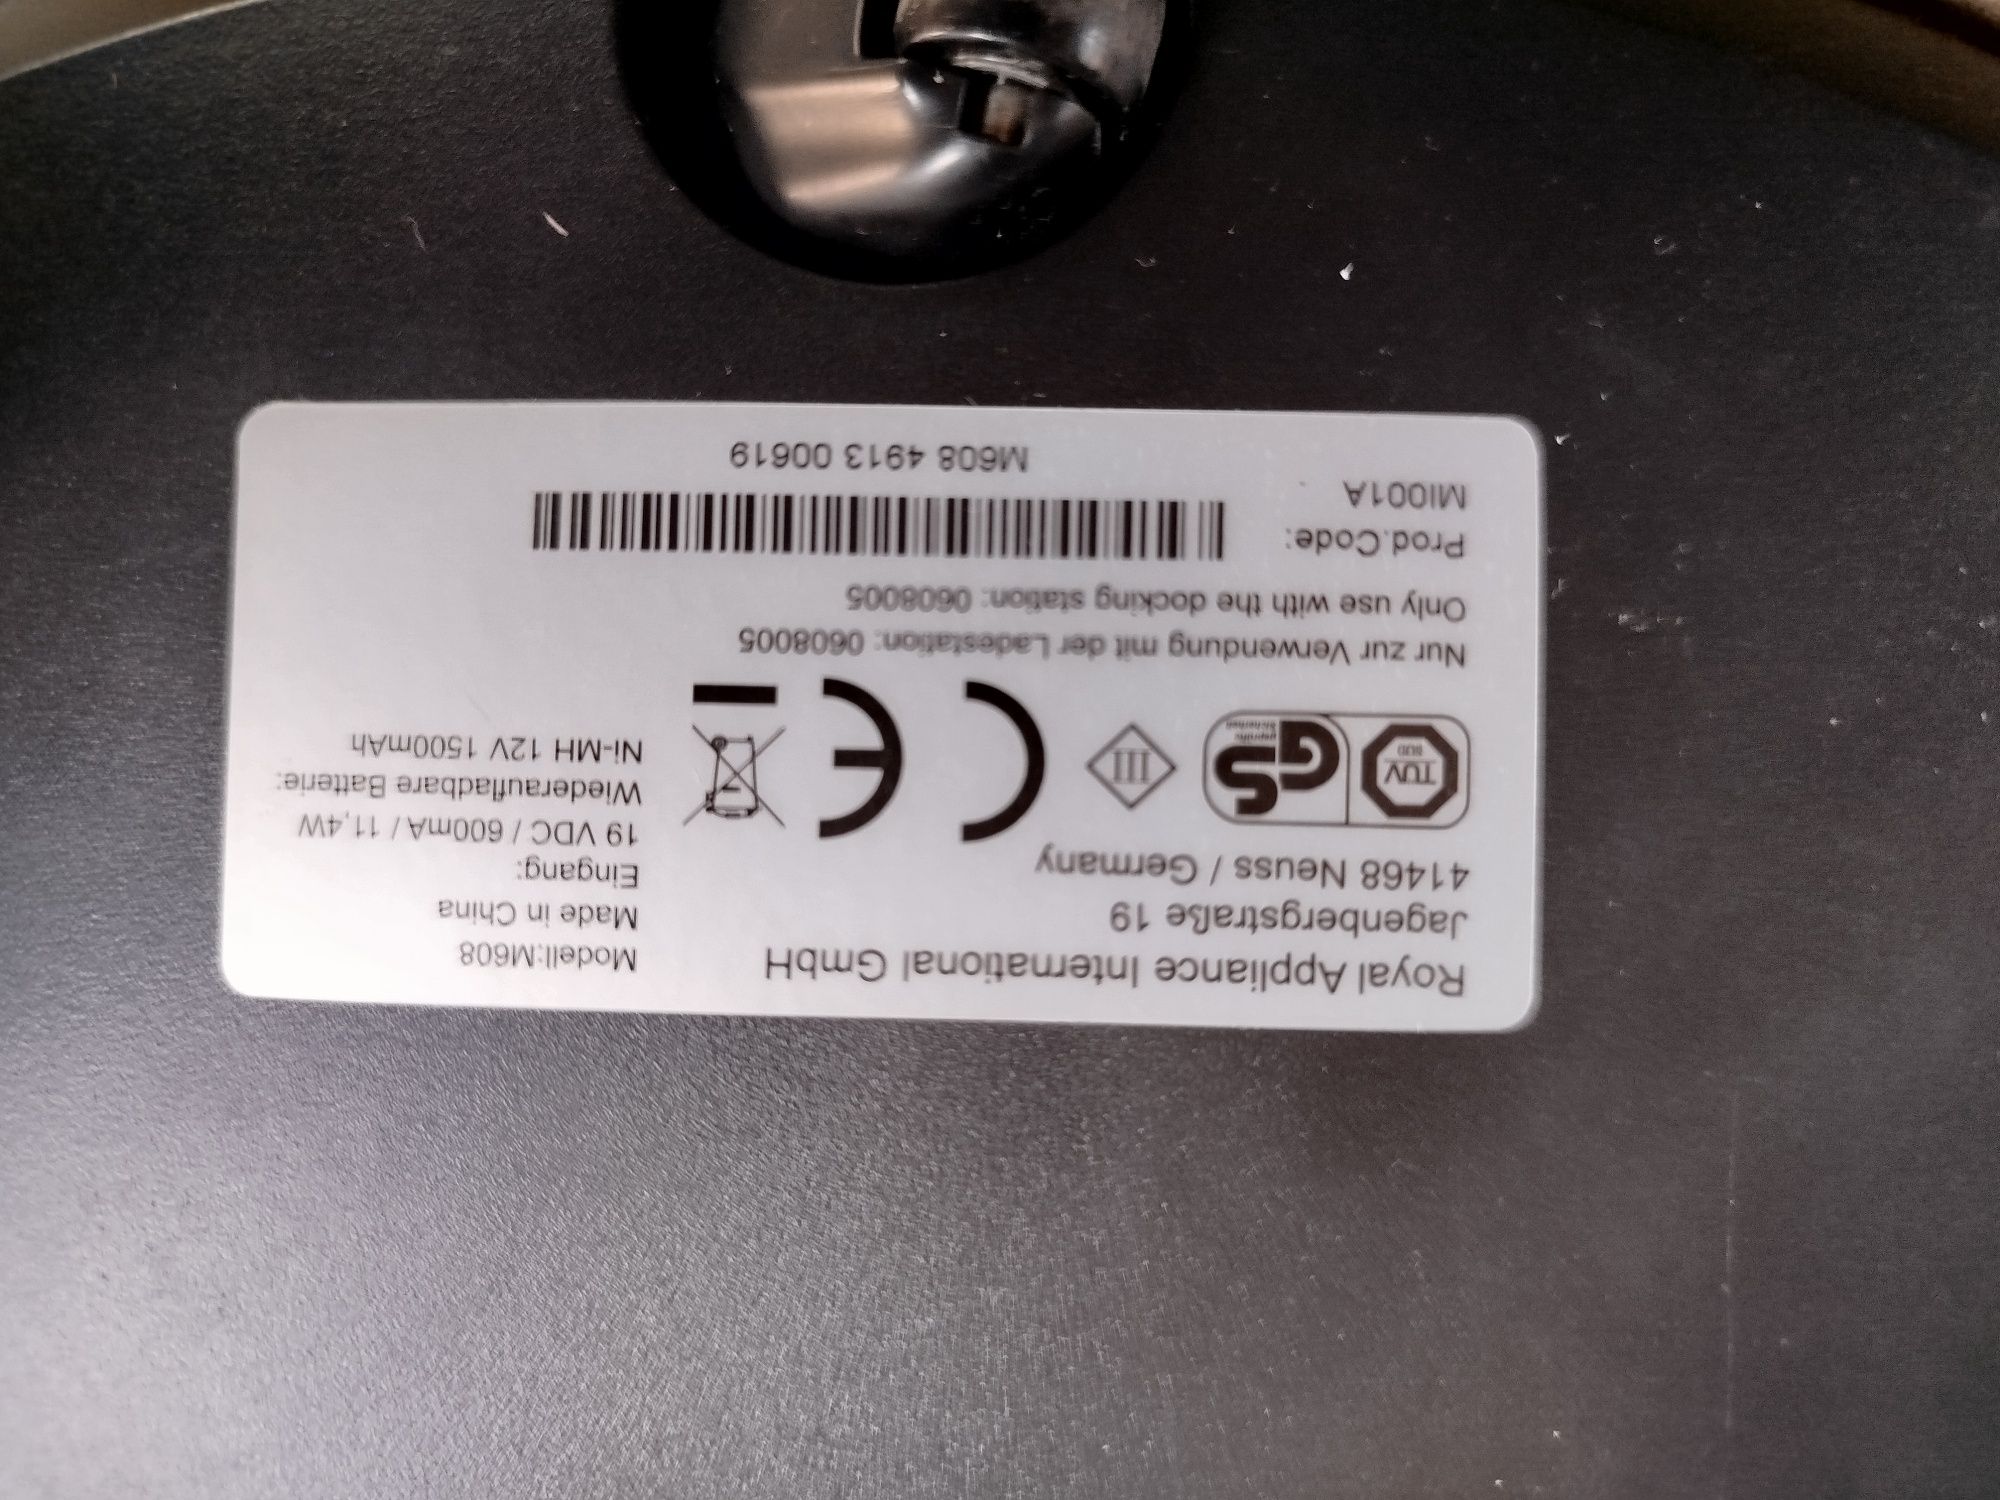 Royal Appliance International GmbH
Jagenbergstraße 19
41468 Neuss / Germany
TÜV
SÜD
GS
geprüfte
Sicherheit
III
CE
Nur zur Verwendung mit der Ladestation: 0608005
Only use with the docking station: 0608005
Prod.Code:
MI001A
M608 4913 00619
Modell:M608
Made in China
Eingang:
19 VDC / 600mA / 11,4W
Wiederaufladbare Batterie:
Ni-MH 12V 1500mAh